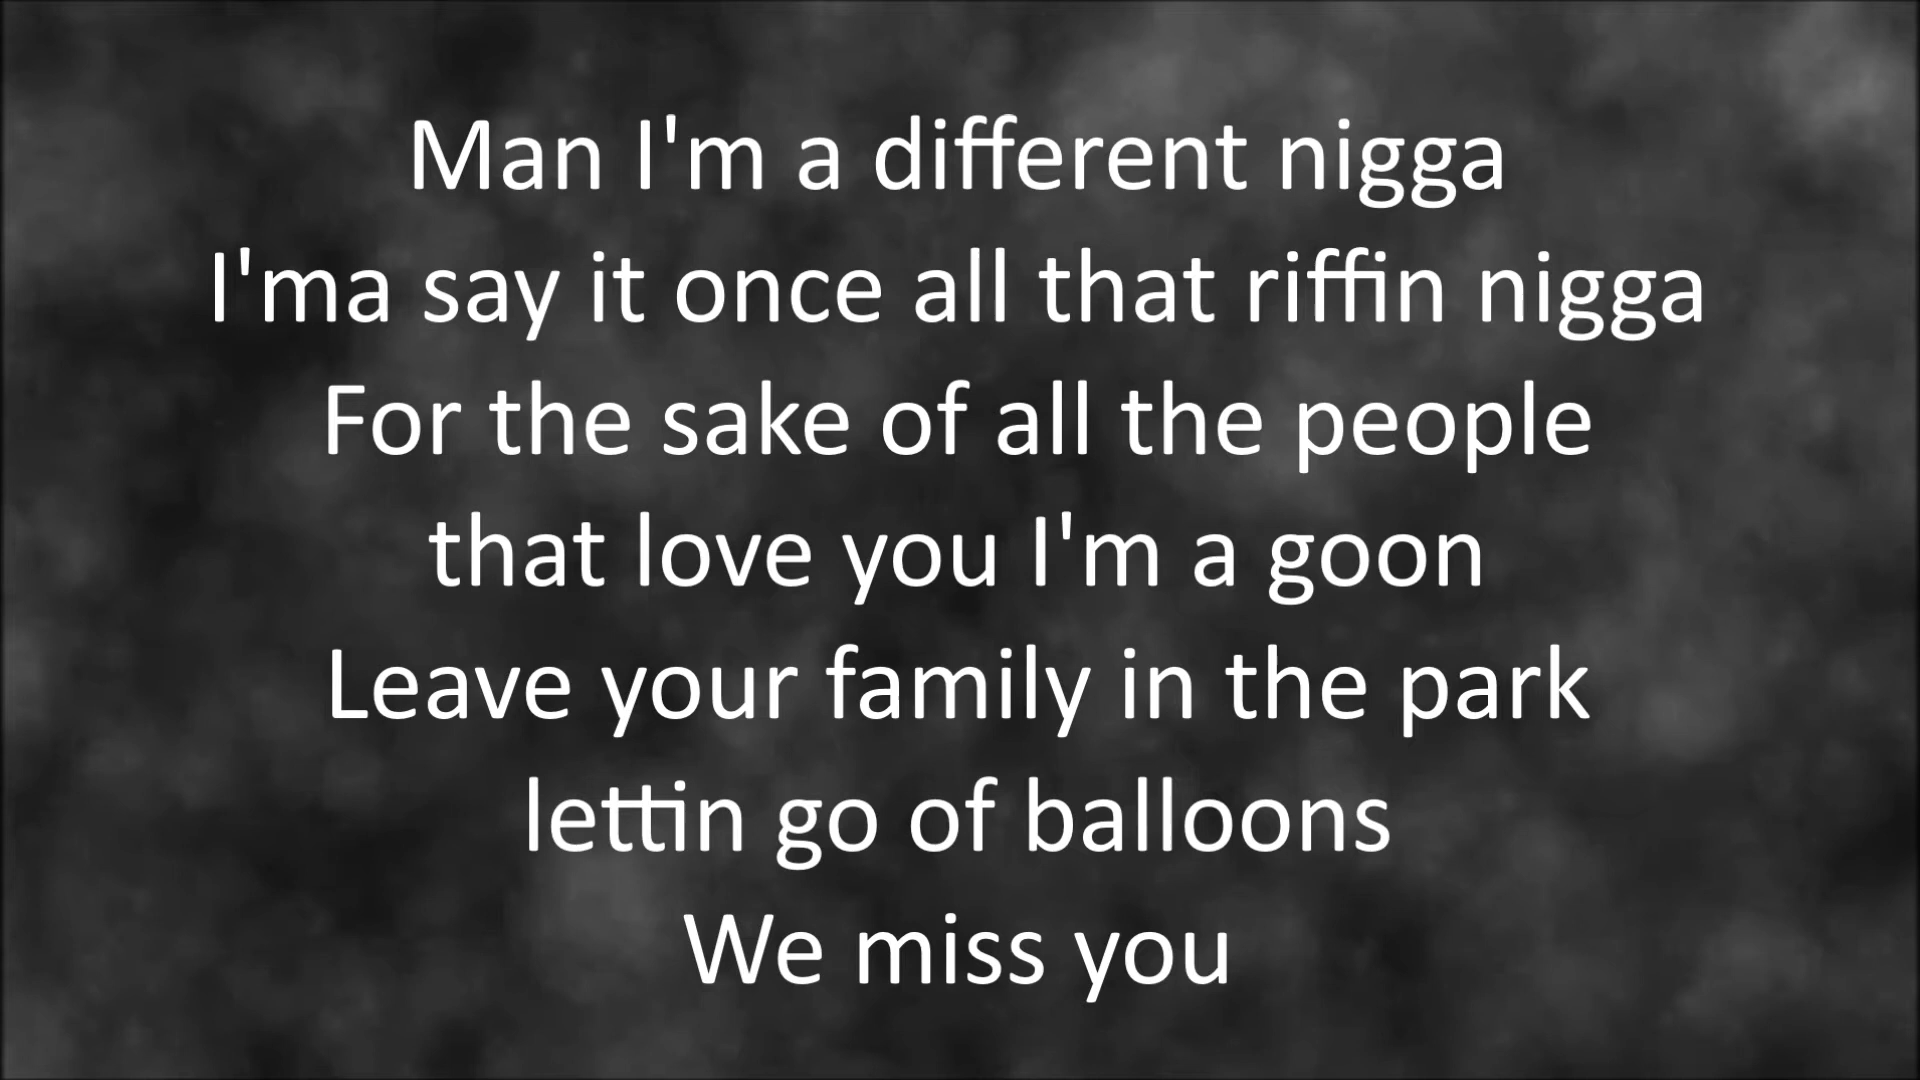 Man I'm a different nigga
I'ma say it once all that riffin nigga
For the sake of all the people
that love you I'm a goon
Leave your family in the park
lettin go of balloons
We miss you